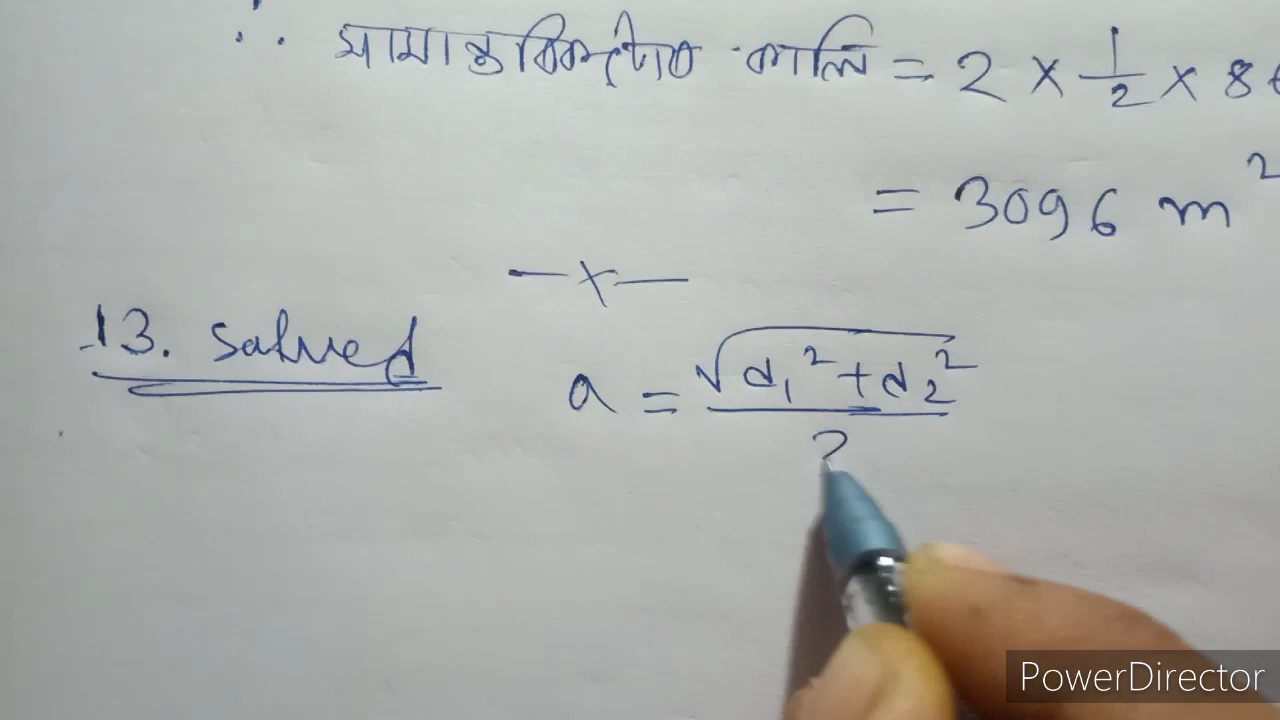 ∴ সামান্তৰিকটোৰ কালি = 2 × 1/2 × 8
= 3096 m²
— x —
13. Solved
a = √(d₁² + d₂²) / 2
PowerDirector